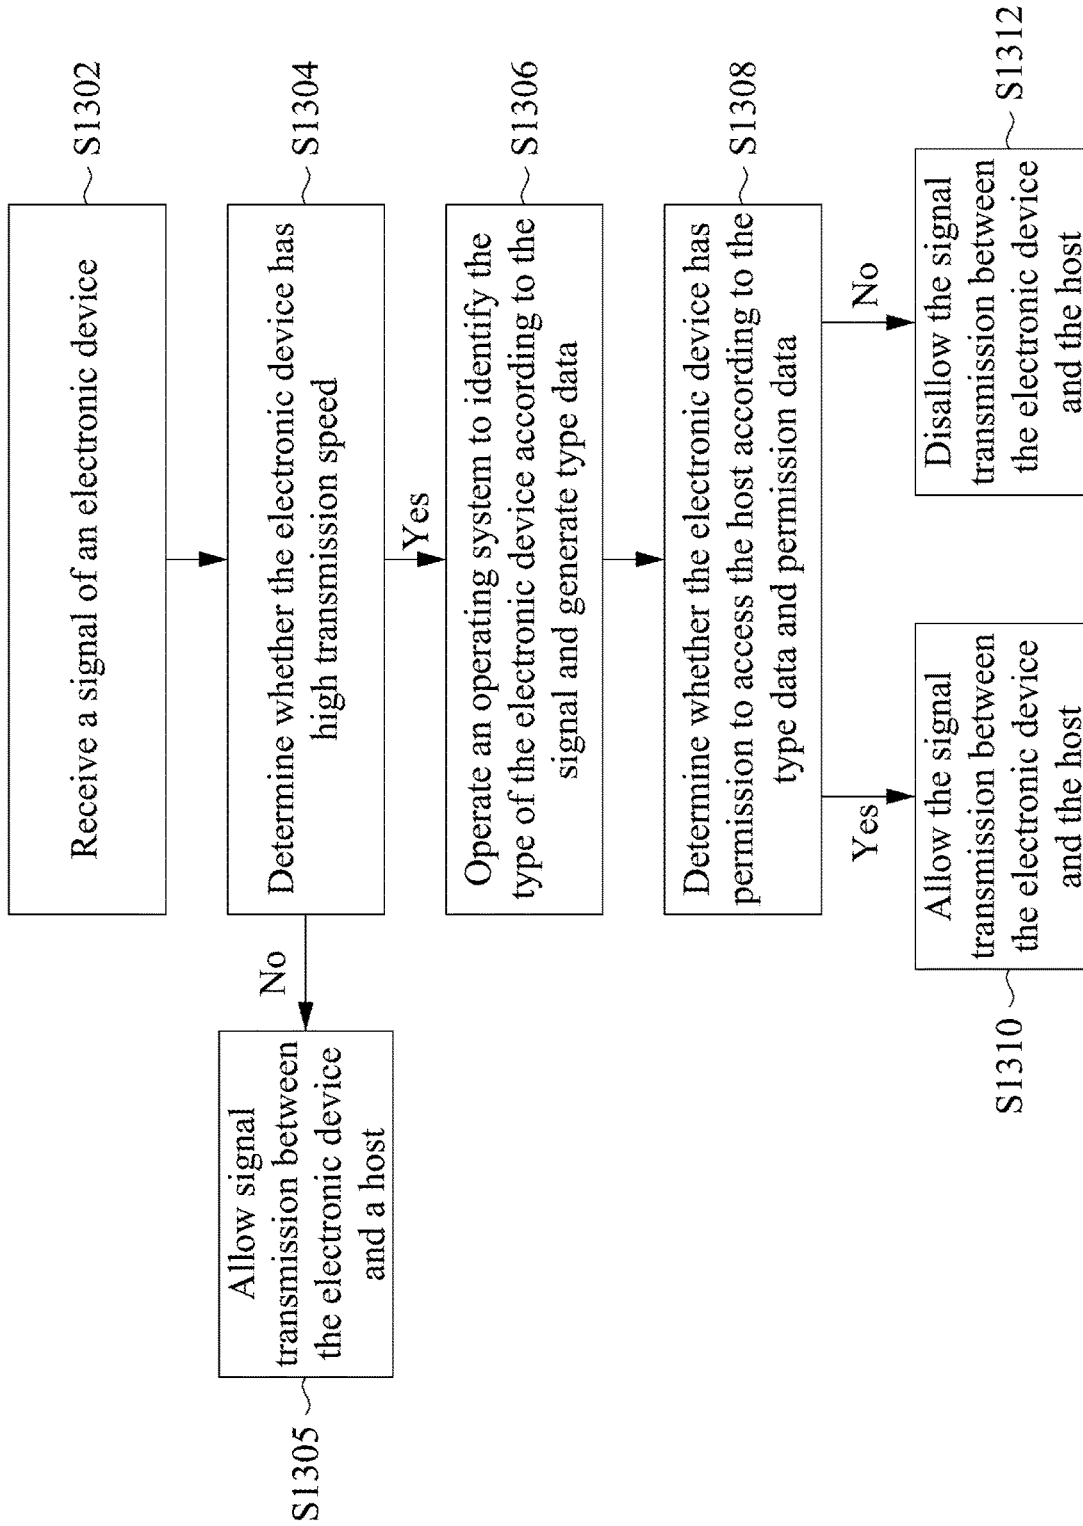 Receive a signal of an electronic device
S1302
Determine whether the electronic device has
high transmission speed
S1304
No
Allow signal
transmission between
the electronic device
and a host
S1305
Yes
Operate an operating system to identify the
type of the electronic device according to the
signal and generate type data
S1306
Determine whether the electronic device has
permission to access the host according to the
type data and permission data
S1308
Yes
Allow the signal
transmission between
the electronic device
and the host
S1310
No
Disallow the signal
transmission between
the electronic device
and the host
S1312